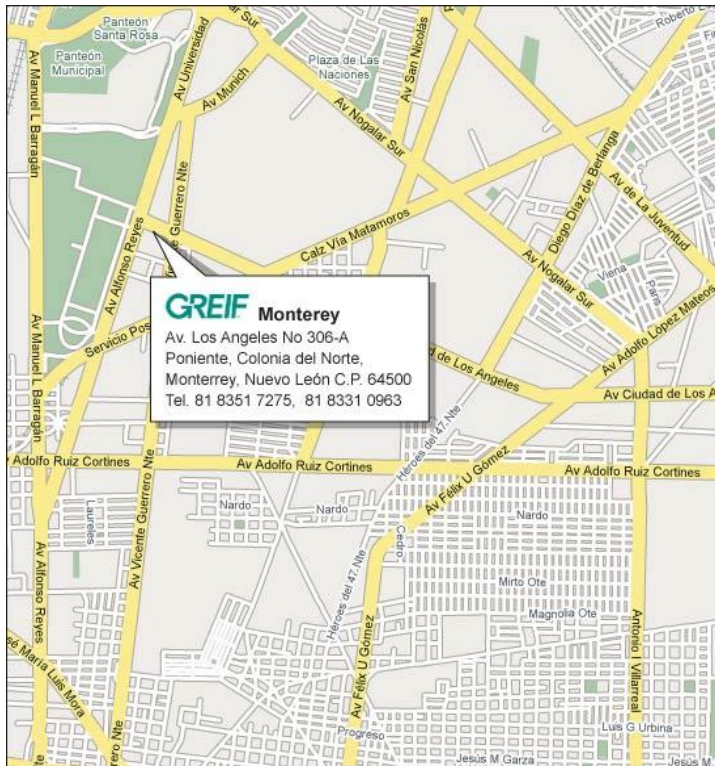 Panteón
Santa Rosa
Panteón
Municipal
Av Manuel L Barragán
Av Universidad
Av Munich
Plaza de Las
Naciones
Av San Nicolás
Av Nogalar Sur
Diego Díaz de Berlanga
Av de La Juventud
Calz Vía Matamoros
Av Nogalar Sur
Viena
Paris
Av Adolfo López Mateos
Av Alfonso Reyes
Guerrero Nte
GREIF Monterey
Av. Los Angeles No 306-A
Poniente, Colonia del Norte,
Monterrey, Nuevo León C.P. 64500
Tel. 81 8351 7275, 81 8331 0963
Servicio Pos
Av Manuel L Barragán
d de Los Angeles
Av Ciudad de Los A
Adolfo Ruiz Cortines
Av Adolfo Ruiz Cortines
Av Adolfo Ruiz Cortines
Héroes del 47.Nte
Av Félix U Gómez
Av Vicente Guerrero Nte
Laureles
Nardo
Nardo
Nardo
Cedro
Mirto Ote
Magnolia Ote
Héroes del 47.Nte
Av Alfonso Reyes
sé María Luis Mora
Av Félix U Gómez
Antonio I Villarreal
Luis G Urbina
Progreso
Jesús M Garza
Jesús M
rero Nte